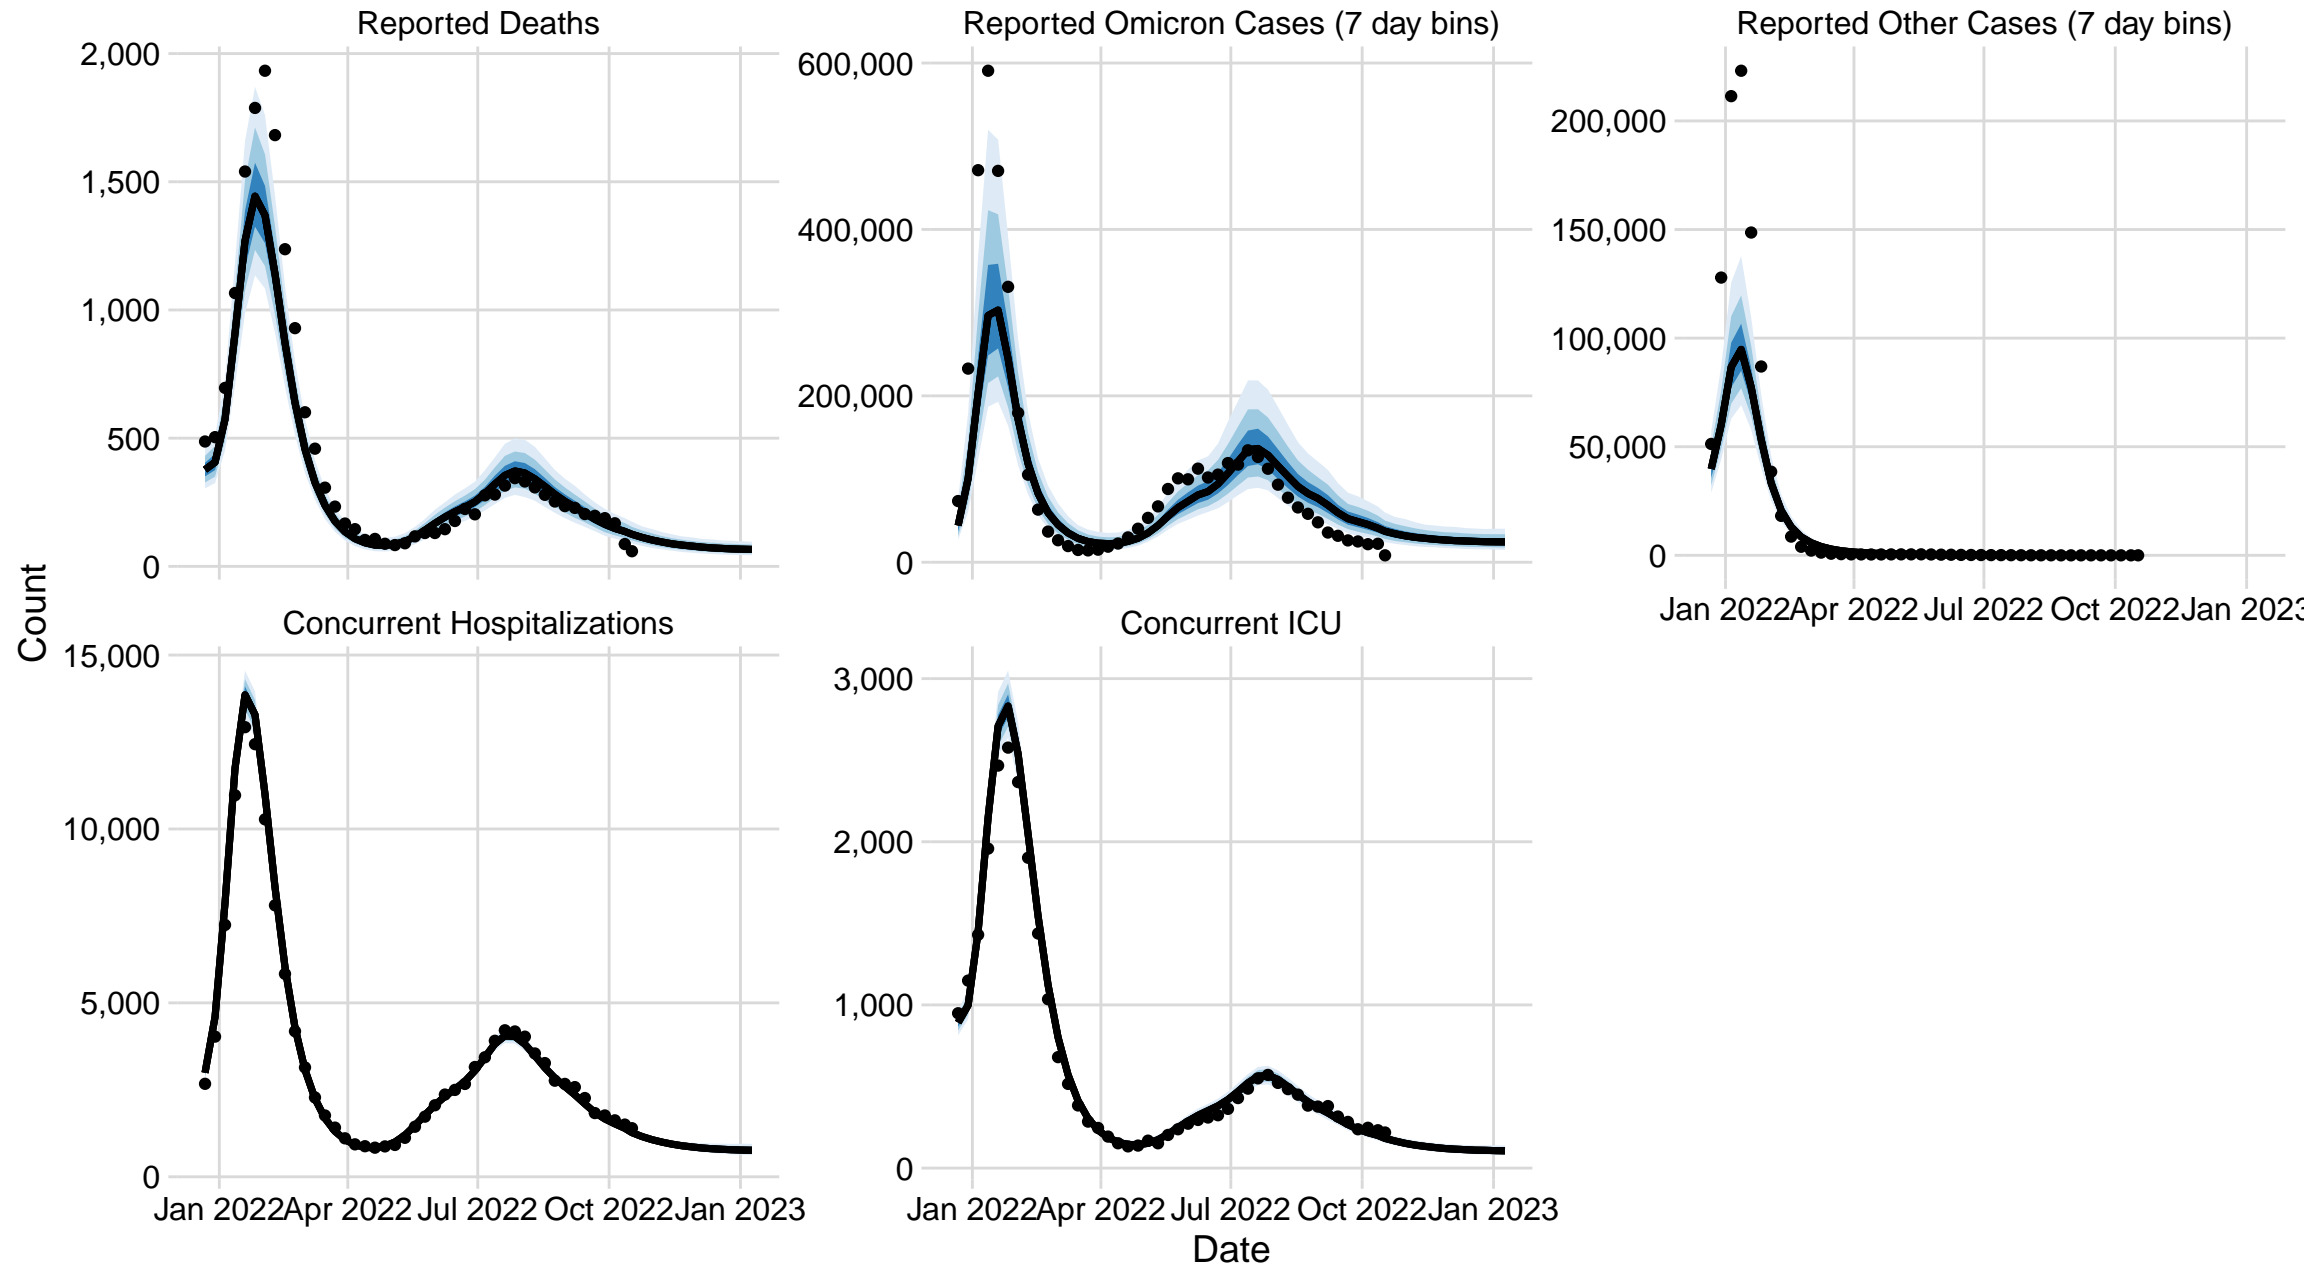 Reported Deaths
2,000
1,500
1,000
500
0
Reported Omicron Cases (7 day bins)
600,000
400,000
200,000
0
Reported Other Cases (7 day bins)
200,000
150,000
100,000
50,000
0
Jan 2022 Apr 2022 Jul 2022 Oct 2022 Jan 2023
Count
Concurrent Hospitalizations
15,000
10,000
5,000
0
Jan 2022 Apr 2022 Jul 2022 Oct 2022 Jan 2023
Concurrent ICU
3,000
2,000
1,000
0
Jan 2022 Apr 2022 Jul 2022 Oct 2022 Jan 2023
Date